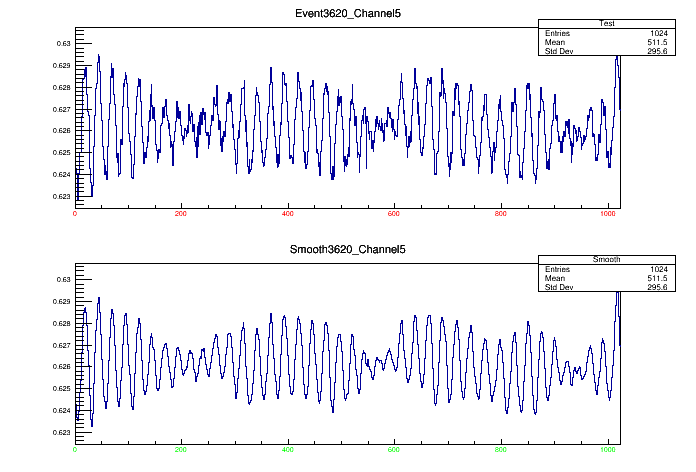 Event3620_Channel5
Test
Entries 1024
Mean 511.5
Std Dev 295.6
0.63
0.629
0.628
0.627
0.626
0.625
0.624
0.623
0 200 400 600 800 1000
Smooth3620_Channel5
Smooth
Entries 1024
Mean 511.5
Std Dev 295.6
0.63
0.629
0.628
0.627
0.626
0.625
0.624
0.623
0 200 400 600 800 1000